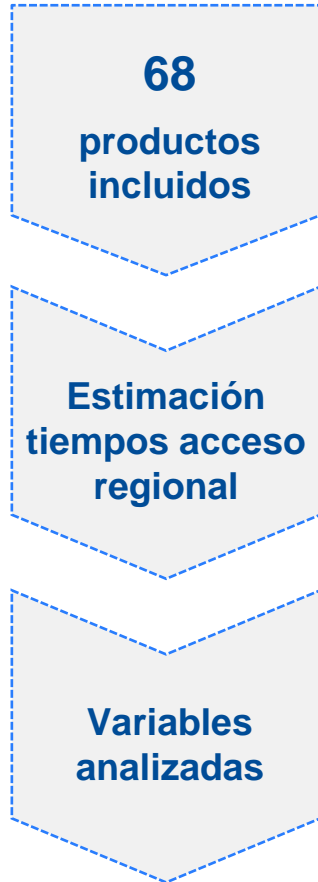 68
productos
incluidos
Estimación
tiempos acceso
regional
Variables
analizadas